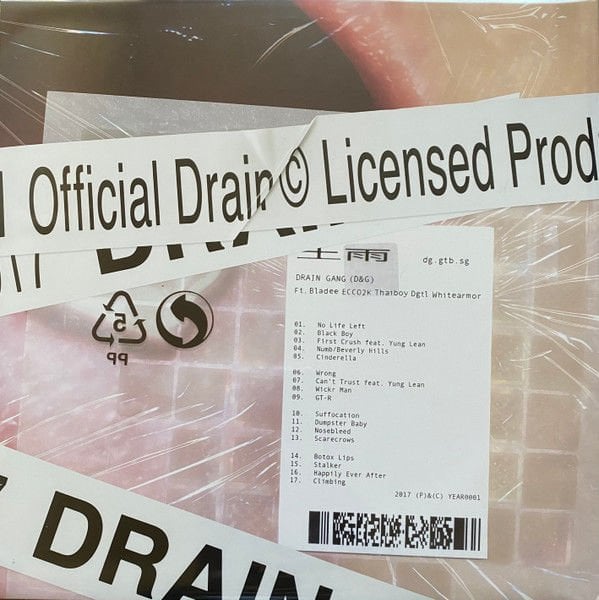 Official Drain © Licensed Prod
DRAIN
雨
dg.gtb.sg
DRAIN GANG (D&G)
Ft. Bladee ECCO2K Thaiboy Dgtl Whitearmor
01. No Life Left
02. Black Boy
03. First Crush feat. Yung Lean
04. Numb/Beverly Hills
05. Cinderella
06. Wrong
07. Can't Trust feat. Yung Lean
08. Wickr Man
09. GT-R
10. Suffocation
11. Dumpster Baby
12. Nosebleed
13. Scarecrows
14. Botox Lips
15. Stalker
16. Happily Ever After
17. Climbing
2017 (P)&(C) YEAR0001
5
PP
DRAIN